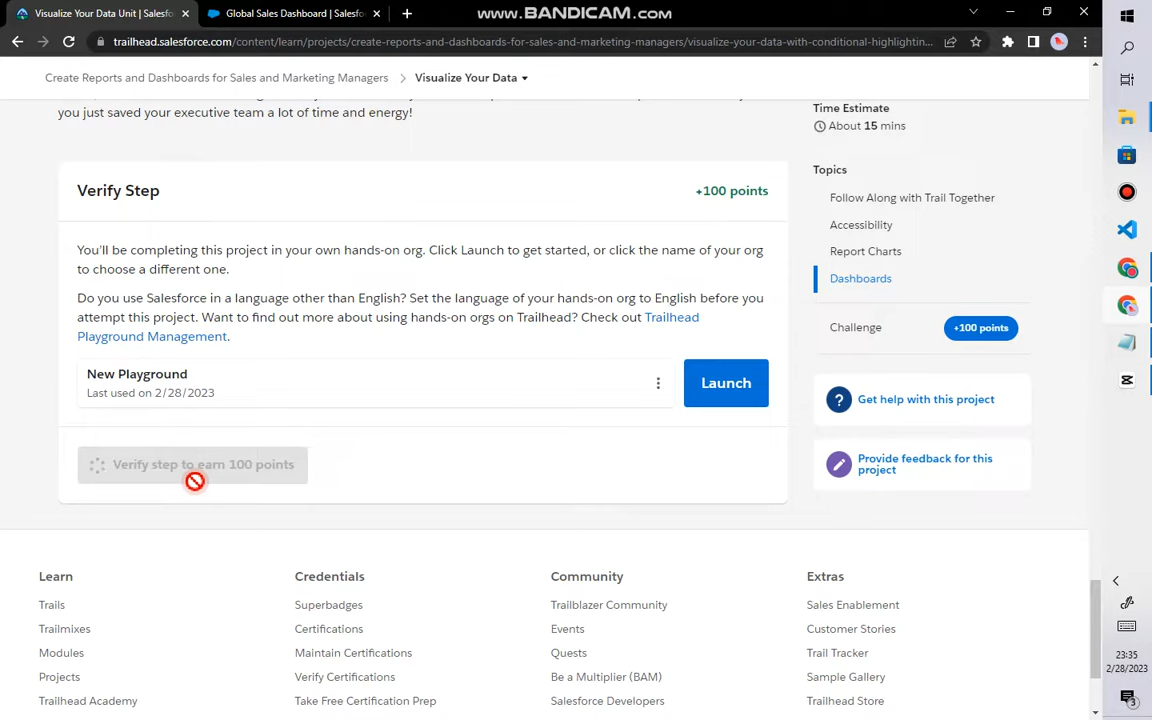 Visualize Your Data Unit | Salesfo
Global Sales Dashboard | Salesfo
www.BANDICAM.com
trailhead.salesforce.com/content/learn/projects/create-reports-and-dashboards-for-sales-and-marketing-managers/visualize-your-data-with-conditional-highlightin...
Create Reports and Dashboards for Sales and Marketing Managers
Visualize Your Data
you just saved your executive team a lot of time and energy!
Time Estimate
About 15 mins
Verify Step
+100 points
You'll be completing this project in your own hands-on org. Click Launch to get started, or click the name of your org
to choose a different one.
Do you use Salesforce in a language other than English? Set the language of your hands-on org to English before you
attempt this project. Want to find out more about using hands-on orgs on Trailhead? Check out Trailhead
Playground Management.
New Playground
Last used on 2/28/2023
Launch
Verify step to earn 100 points
Topics
Follow Along with Trail Together
Accessibility
Report Charts
Dashboards
Challenge
+100 points
? Get help with this project
Provide feedback for this
project
Learn
Trails
Trailmixes
Modules
Projects
Trailhead Academy
Credentials
Superbadges
Certifications
Maintain Certifications
Verify Certifications
Take Free Certification Prep
Community
Trailblazer Community
Events
Quests
Be a Multiplier (BAM)
Salesforce Developers
Extras
Sales Enablement
Customer Stories
Trail Tracker
Sample Gallery
Trailhead Store
23:35
2/28/2023
3